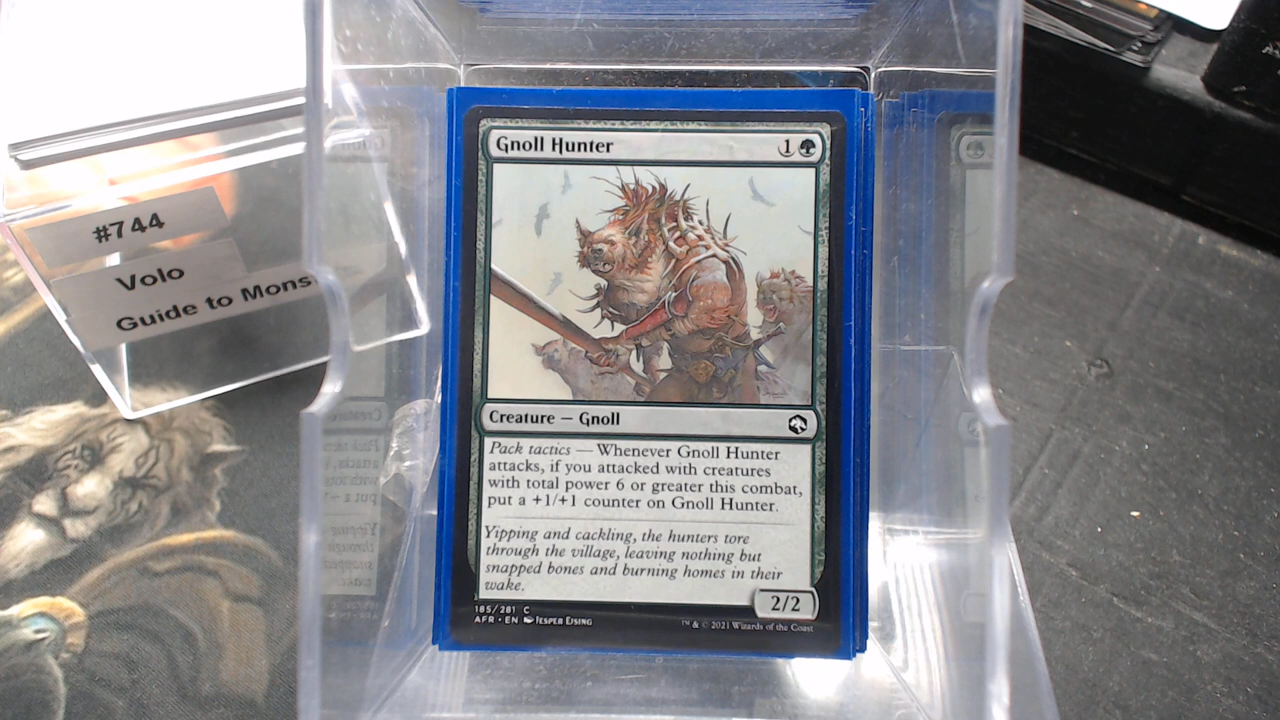 #744
Volo
Guide to Mons
Gnoll Hunter 1
Creature — Gnoll
Pack tactics — Whenever Gnoll Hunter
attacks, if you attacked with creatures
with total power 6 or greater this combat,
put a +1/+1 counter on Gnoll Hunter.
Yipping and cackling, the hunters tore
through the village, leaving nothing but
snapped bones and burning homes in their
wake.
2/2
185/281 C
AFR • EN Jesper Ejsing
™ & © 2021 Wizards of the Coast